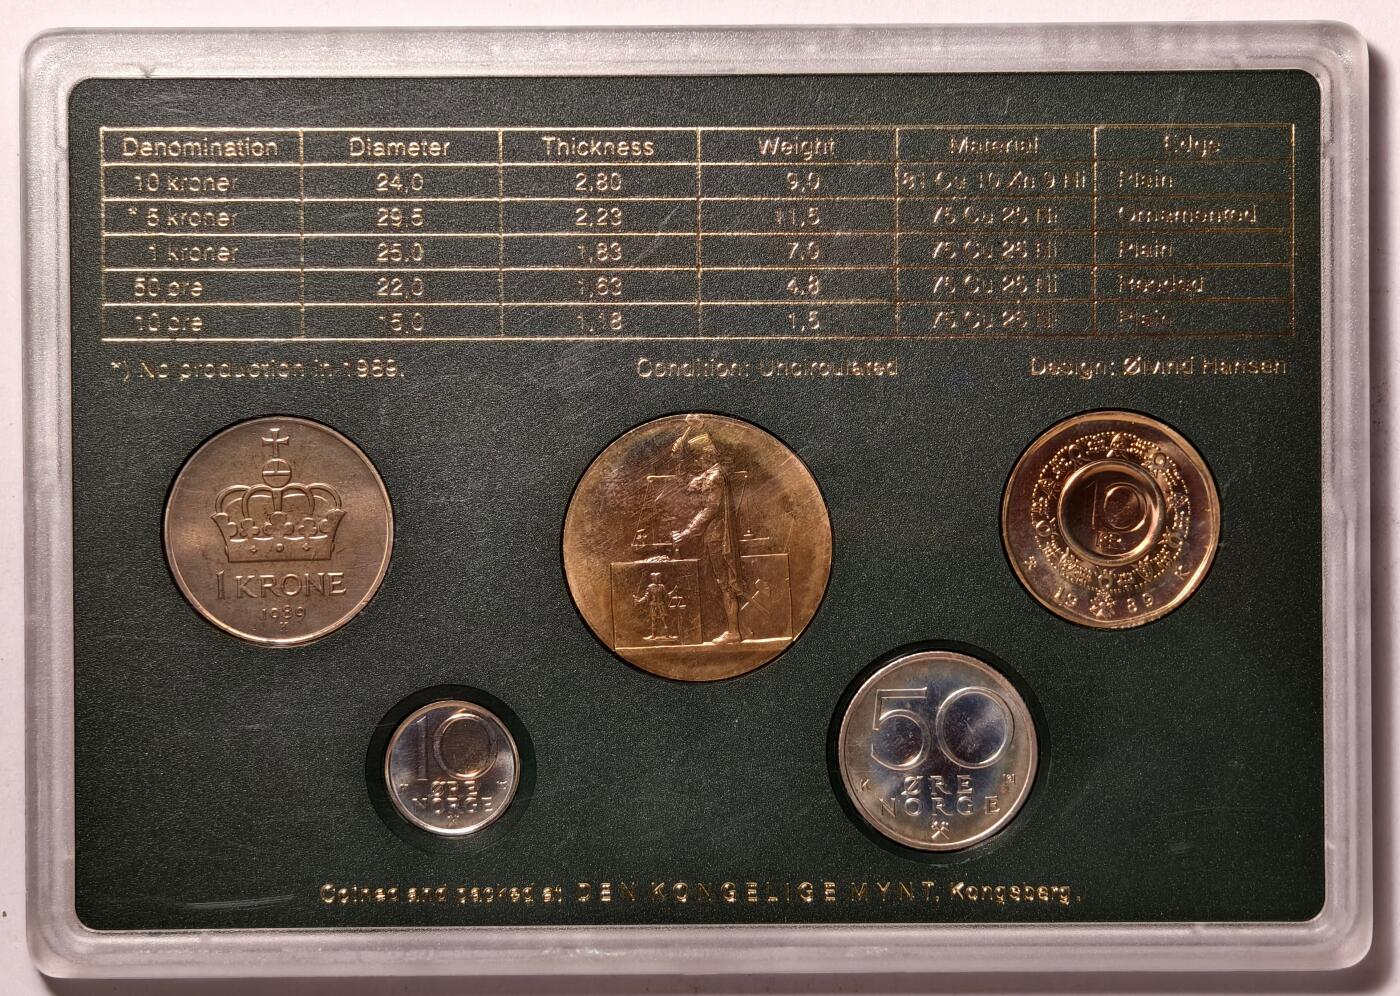 Denomination Diameter Thickness Weight Material Edge
10 kroner 24,0 2,80 9,0 81 Cu 10 Zn 9 Ni Plain
* 5 kroner 29,5 2,23 11,5 75 Cu 25 Ni Ornamented
1 krone 25,0 1,83 7,0 75 Cu 25 Ni Plain
50 øre 22,0 1,63 4,8 75 Cu 25 Ni Reeded
10 øre 15,0 1,18 1,5 75 Cu 25 Ni Plain
*) No production in 1989. Condition: Uncirculated Design: Øivind Hansen
1 KRONE
1989
K
10
KR
K
1989
10
ØRE
NORGE
50
K ØRE
NORGE
Coined and packed at DEN KONGELIGE MYNT, Kongsberg.